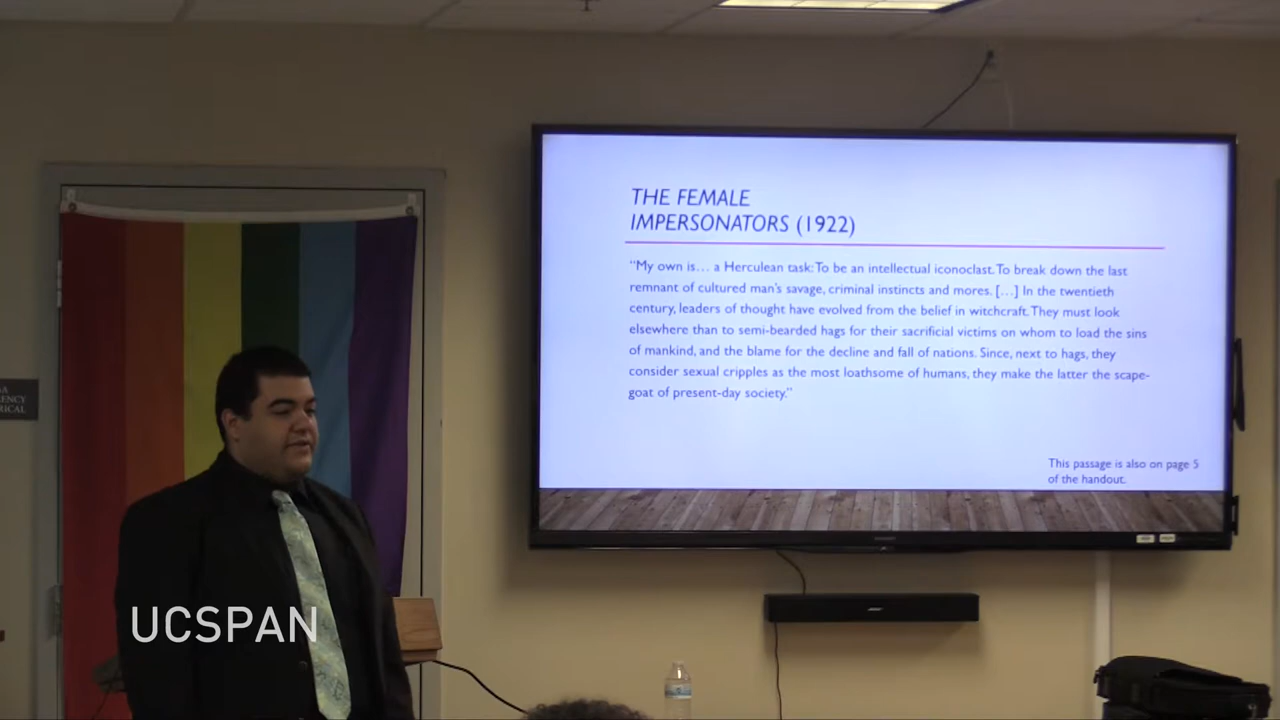 THE FEMALE
IMPERSONATORS (1922)
“My own is… a Herculean task: To be an intellectual iconoclast. To break down the last
remnant of cultured man’s savage, criminal instincts and mores. […] In the twentieth
century, leaders of thought have evolved from the belief in witchcraft. They must look
elsewhere than to semi-bearded hags for their sacrificial victims on whom to load the sins
of mankind, and the blame for the decline and fall of nations. Since, next to hags, they
consider sexual cripples as the most loathsome of humans, they make the latter the scape-
goat of present-day society.”
This passage is also on page 5
of the handout.
UCSPAN